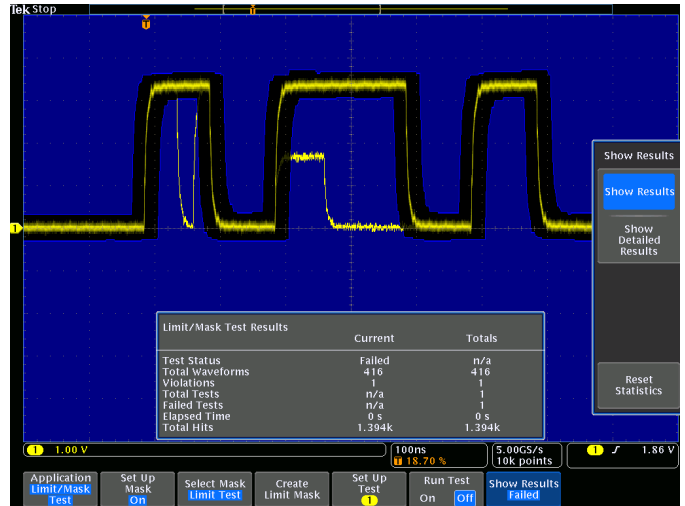 Tek Stop
T
T
1
Show Results
Show Results
Show
Detailed
Results
Reset
Statistics
Limit/Mask Test Results
Current Totals
Test Status Failed n/a
Total Waveforms 416 416
Violations 1 1
Total Tests n/a 1
Failed Tests n/a 1
Elapsed Time 0 s 0 s
Total Hits 1.394k 1.394k
1 1.00 V
100ns
T 18.70 %
5.00GS/s
10k points
1 1.86 V
Application
Limit/Mask
Test
Set Up
Mask
On
Select Mask
Limit Test
Create
Limit Mask
Set Up
Test
1
Run Test
On Off
Show Results
Failed